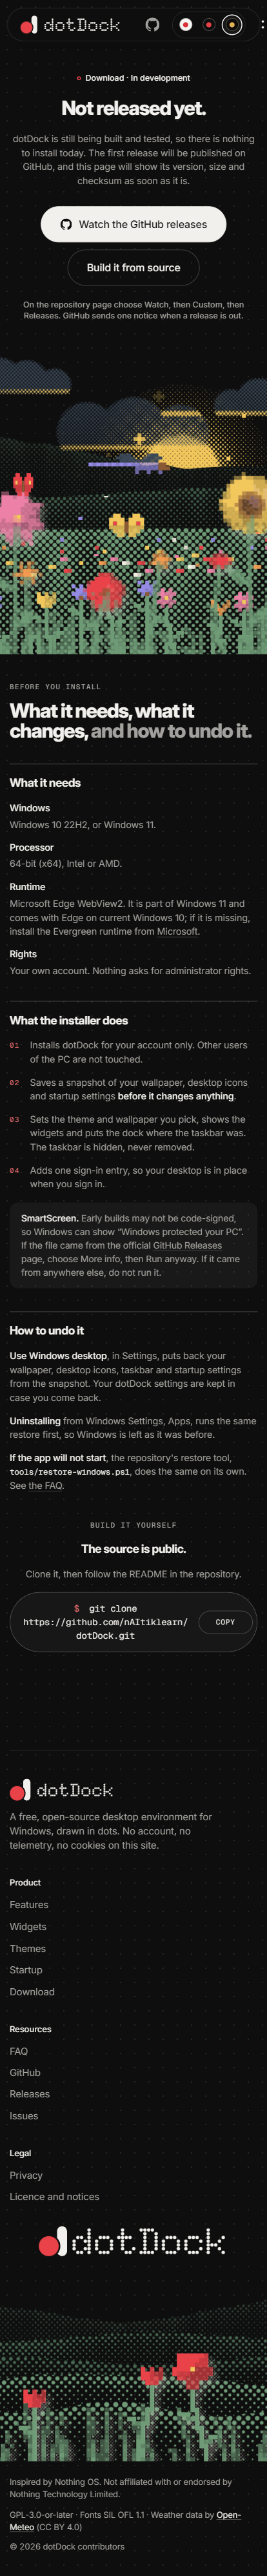 dotDock
Download · In development
Not released yet.
dotDock is still being built and tested, so there is nothing
to install today. The first release will be published on
GitHub, and this page will show its version, size and
checksum as soon as it is.
Watch the GitHub releases
Build it from source
On the repository page choose Watch, then Custom, then
Releases. GitHub sends one notice when a release is out.
BEFORE YOU INSTALL
What it needs, what it
changes, and how to undo it.
What it needs
Windows
Windows 10 22H2, or Windows 11.
Processor
64-bit (x64), Intel or AMD.
Runtime
Microsoft Edge WebView2. It is part of Windows 11 and
comes with Edge on current Windows 10; if it is missing,
install the Evergreen runtime from Microsoft.
Rights
Your own account. Nothing asks for administrator rights.
What the installer does
01 Installs dotDock for your account only. Other users
of the PC are not touched.
02 Saves a snapshot of your wallpaper, desktop icons
and startup settings before it changes anything.
03 Sets the theme and wallpaper you pick, shows the
widgets and puts the dock where the taskbar was.
The taskbar is hidden, never removed.
04 Adds one sign-in entry, so your desktop is in place
when you sign in.
SmartScreen. Early builds may not be code-signed,
so Windows can show “Windows protected your PC”.
If the file came from the official GitHub Releases
page, choose More info, then Run anyway. If it came
from anywhere else, do not run it.
How to undo it
Use Windows desktop, in Settings, puts back your
wallpaper, desktop icons, taskbar and startup settings
from the snapshot. Your dotDock settings are kept in
case you come back.
Uninstalling from Windows Settings, Apps, runs the same
restore first, so Windows is left as it was before.
If the app will not start, the repository's restore tool,
tools/restore-windows.ps1, does the same on its own.
See the FAQ.
BUILD IT YOURSELF
The source is public.
Clone it, then follow the README in the repository.
$ git clone
https://github.com/nAItiklearn/
dotDock.git
COPY
dotDock
A free, open-source desktop environment for
Windows, drawn in dots. No account, no
telemetry, no cookies on this site.
Product
Features
Widgets
Themes
Startup
Download
Resources
FAQ
GitHub
Releases
Issues
Legal
Privacy
Licence and notices
dotDock
Inspired by Nothing OS. Not affiliated with or endorsed by
Nothing Technology Limited.
GPL-3.0-or-later · Fonts SIL OFL 1.1 · Weather data by Open-
Meteo (CC BY 4.0)
© 2026 dotDock contributors